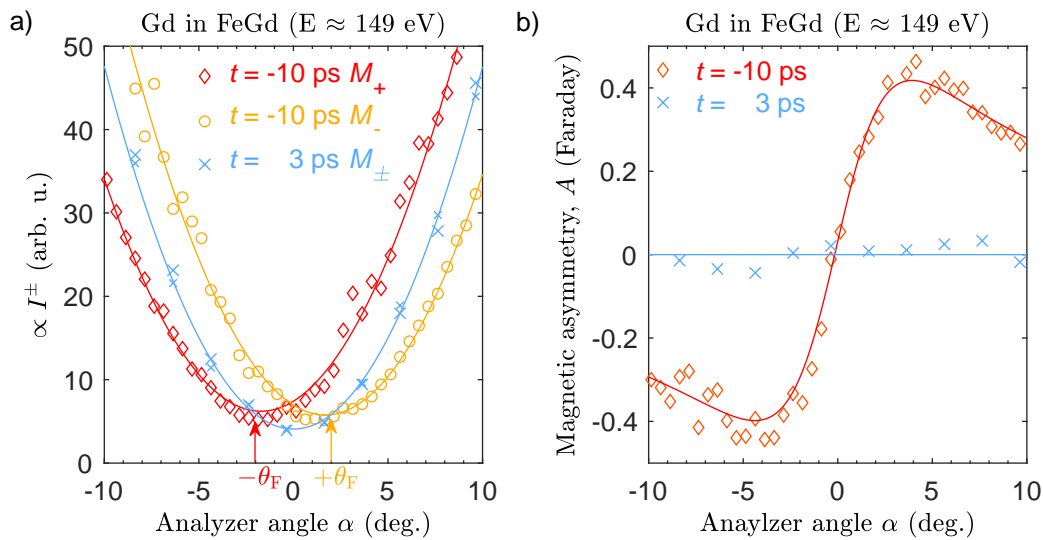 a)
Gd in FeGd (E ≈ 149 eV)
50
40
30
20
10
0
∝ I± (arb. u.)
t = -10 ps M+
t = -10 ps M-
t = 3 ps M±
−θF
+θF
-10
-5
0
5
10
Analyzer angle α (deg.)
b)
Gd in FeGd (E ≈ 149 eV)
0.4
0.2
0
-0.2
-0.4
Magnetic asymmetry, A (Faraday)
t = -10 ps
t = 3 ps
-10
-5
0
5
10
Anaylzer angle α (deg.)